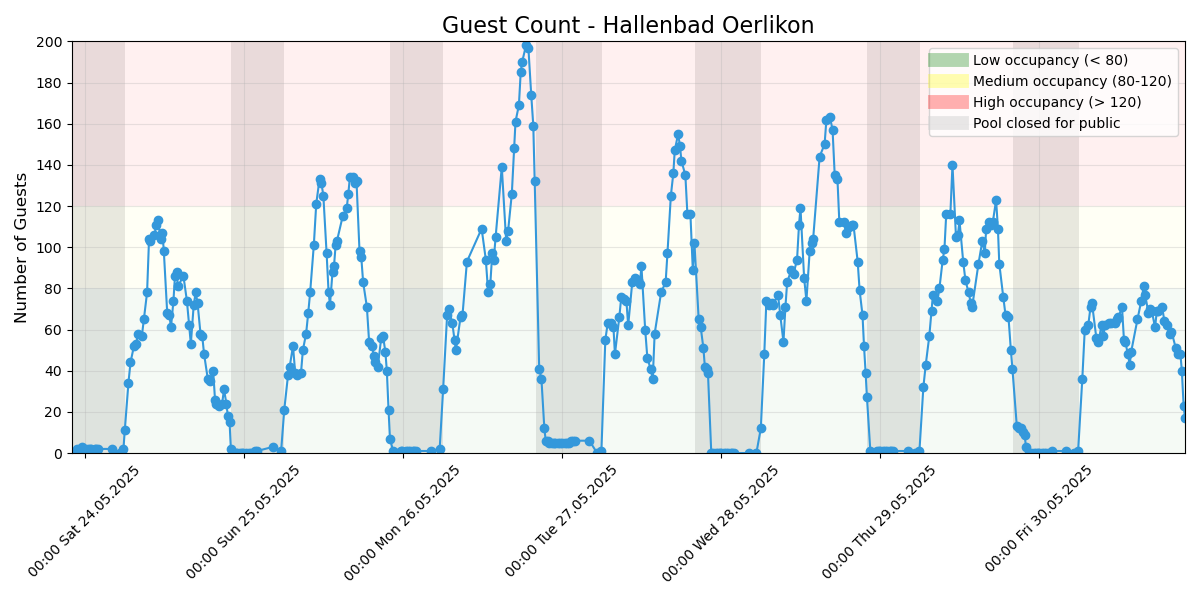 Guest Count - Hallenbad Oerlikon
Number of Guests
200
180
160
140
120
100
80
60
40
20
0
Low occupancy (< 80)
Medium occupancy (80-120)
High occupancy (> 120)
Pool closed for public
00:00 Sat 24.05.2025
00:00 Sun 25.05.2025
00:00 Mon 26.05.2025
00:00 Tue 27.05.2025
00:00 Wed 28.05.2025
00:00 Thu 29.05.2025
00:00 Fri 30.05.2025